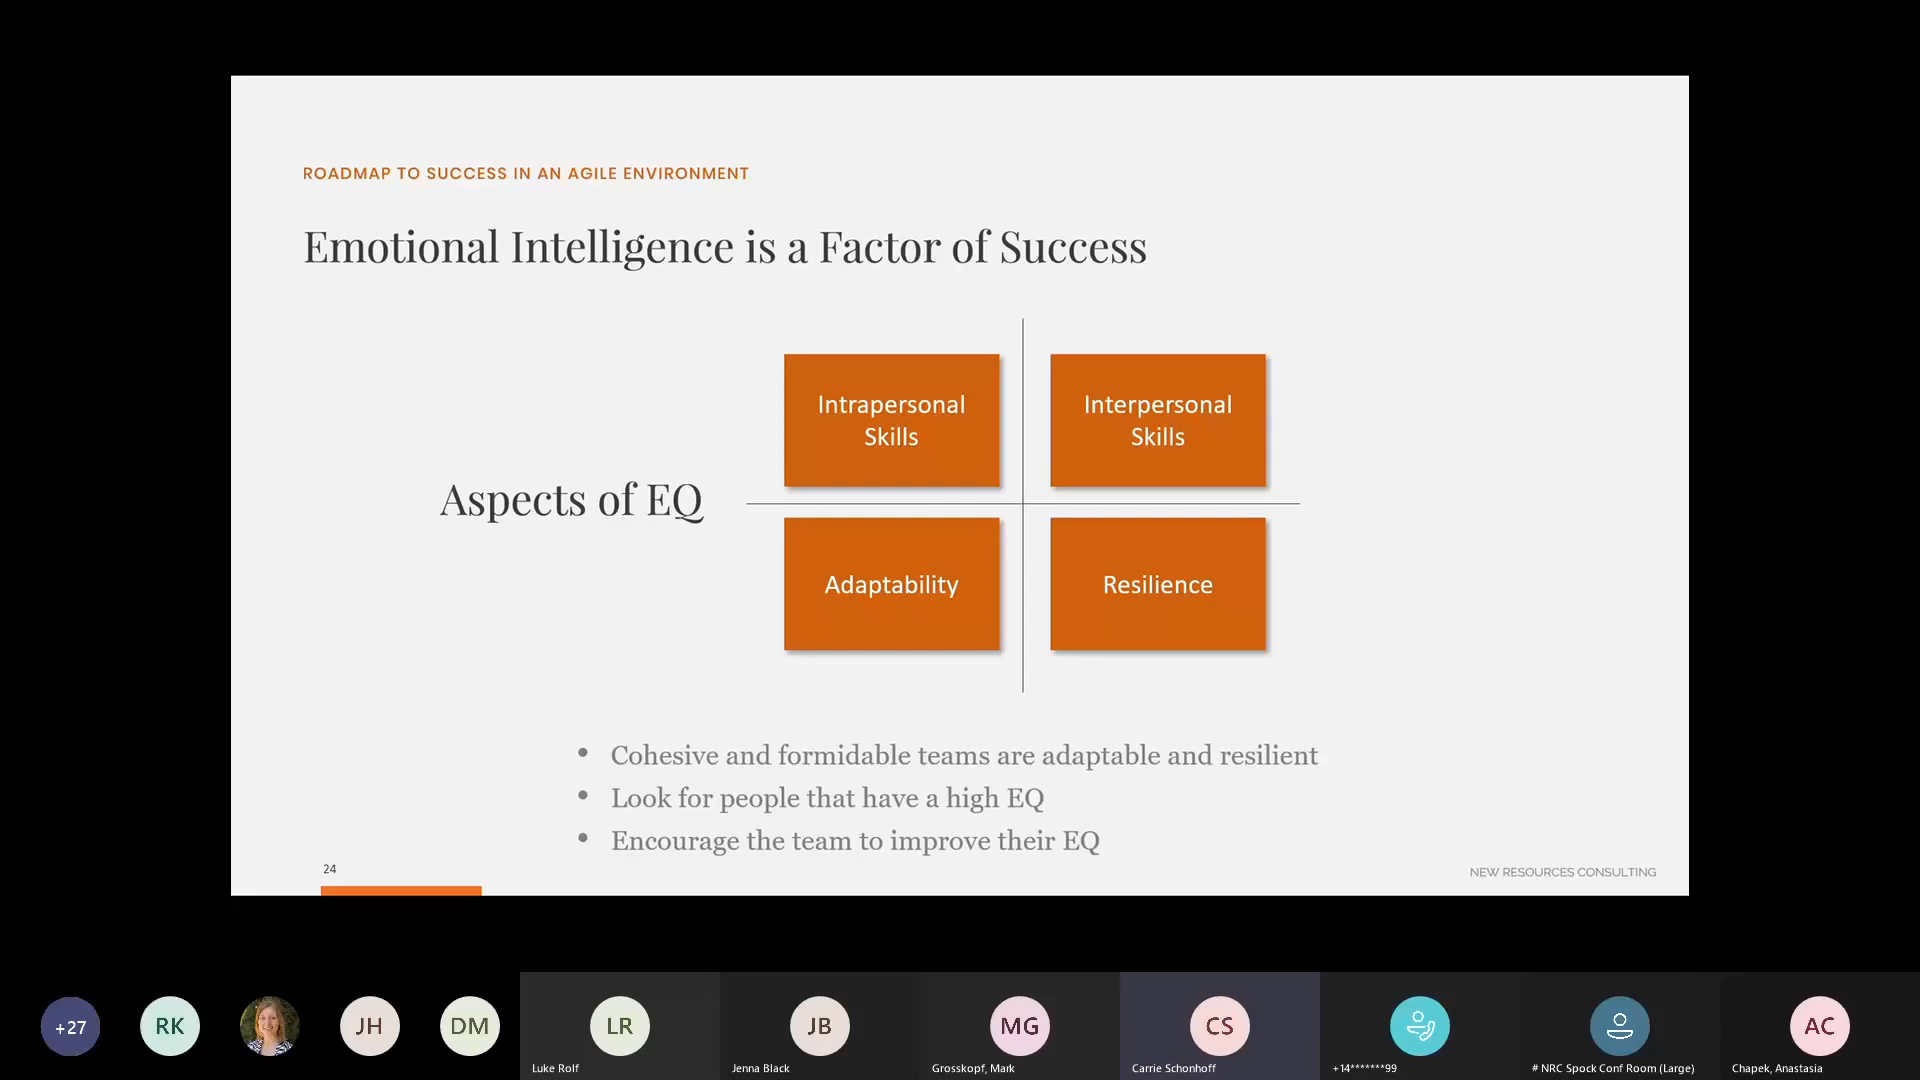 ROADMAP TO SUCCESS IN AN AGILE ENVIRONMENT
Emotional Intelligence is a Factor of Success
Aspects of EQ
Intrapersonal
Skills
Interpersonal
Skills
Adaptability
Resilience
• Cohesive and formidable teams are adaptable and resilient
• Look for people that have a high EQ
• Encourage the team to improve their EQ
24
NEW RESOURCES CONSULTING
+27
RK
JH
DM
LR
Luke Rolf
JB
Jenna Black
MG
Grosskopf, Mark
CS
Carrie Schonhoff
+14*******99
# NRC Spock Conf Room (Large)
AC
Chapek, Anastasia